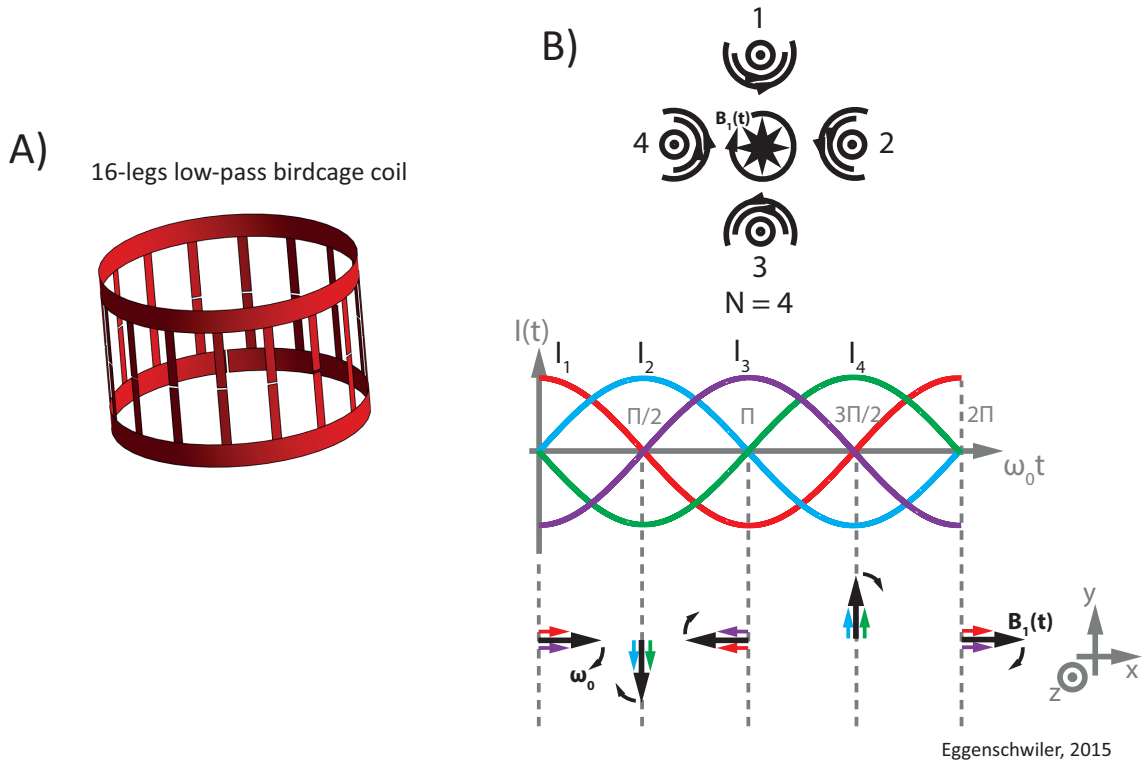 A)
16-legs low-pass birdcage coil
B)
1
4
B₁(t)
2
3
N = 4
I(t)
I₁
I₂
I₃
I₄
Π/2
Π
3Π/2
2Π
ω₀t
ω₀
B₁(t)
y
x
z
Eggenschwiler, 2015